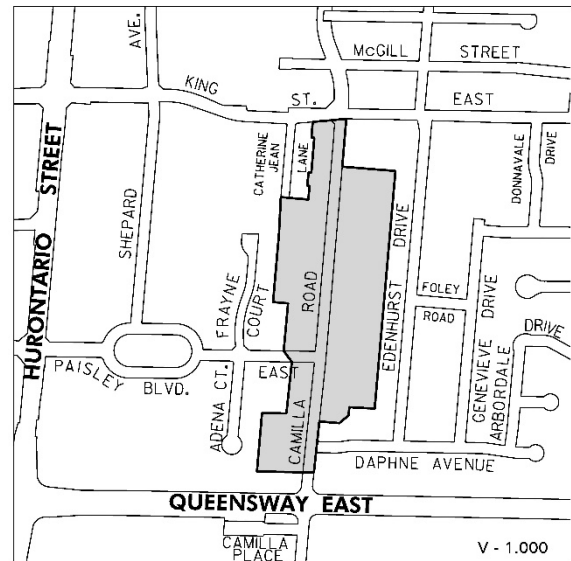 McGILL STREET
AVE.
KING ST. EAST
CATHERINE JEAN LANE
DONNAVALE DRIVE
HURONTARIO STREET
SHEPARD
FRAYNE COURT
ROAD
EDENHURST DRIVE
FOLEY ROAD
GENEVIEVE DRIVE
ARBORDALE DRIVE
PAISLEY BLVD. EAST
ADENA CT.
CAMILLA
DAPHNE AVENUE
QUEENSWAY EAST
CAMILLA PLACE
V - 1.000